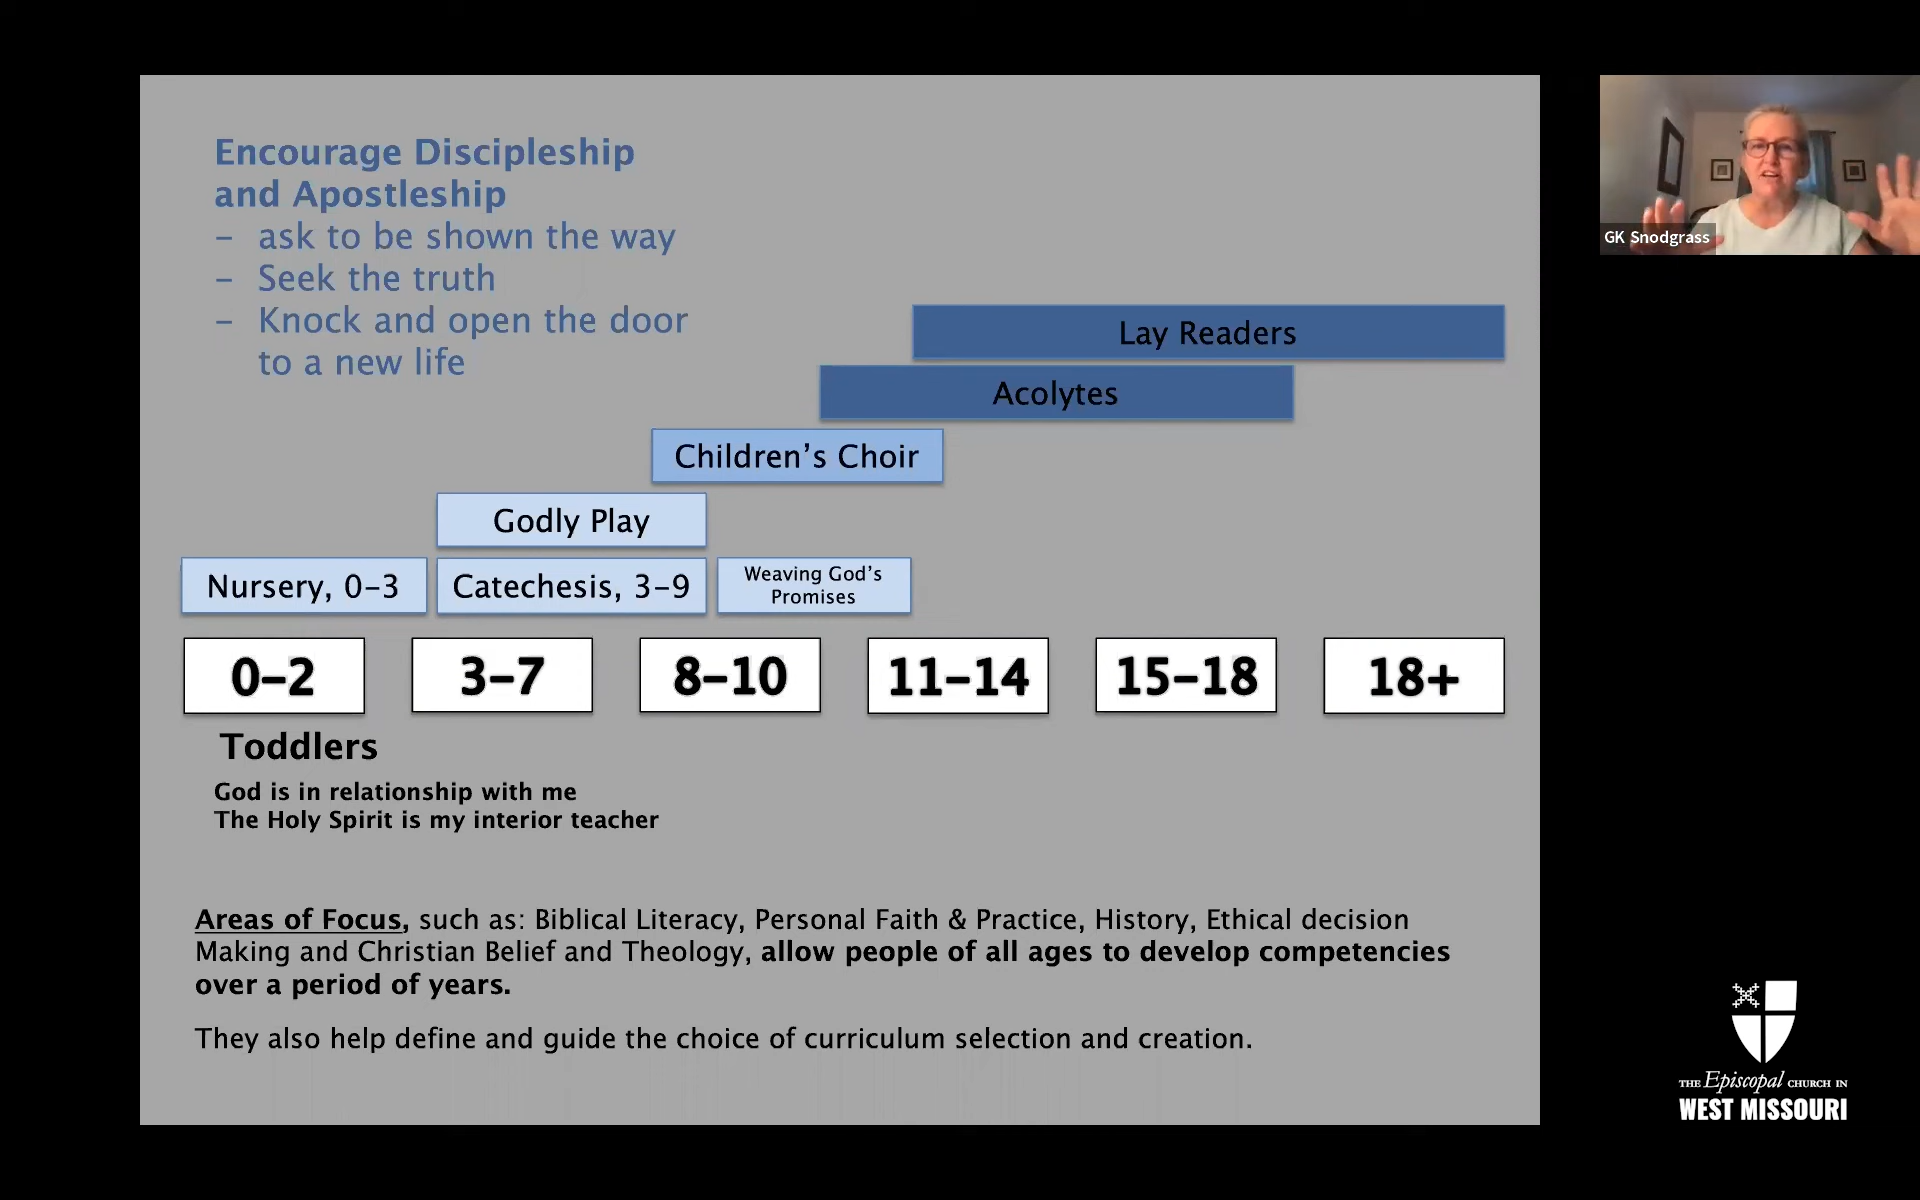 Encourage Discipleship
and Apostleship
– ask to be shown the way
– Seek the truth
– Knock and open the door
to a new life
GK Snodgrass
Lay Readers
Acolytes
Children’s Choir
Godly Play
Nursery, 0–3
Catechesis, 3–9
Weaving God’s
Promises
0–2
3–7
8–10
11–14
15–18
18+
Toddlers
God is in relationship with me
The Holy Spirit is my interior teacher
Areas of Focus, such as: Biblical Literacy, Personal Faith & Practice, History, Ethical decision
Making and Christian Belief and Theology, allow people of all ages to develop competencies
over a period of years.
They also help define and guide the choice of curriculum selection and creation.
THE Episcopal CHURCH IN
WEST MISSOURI